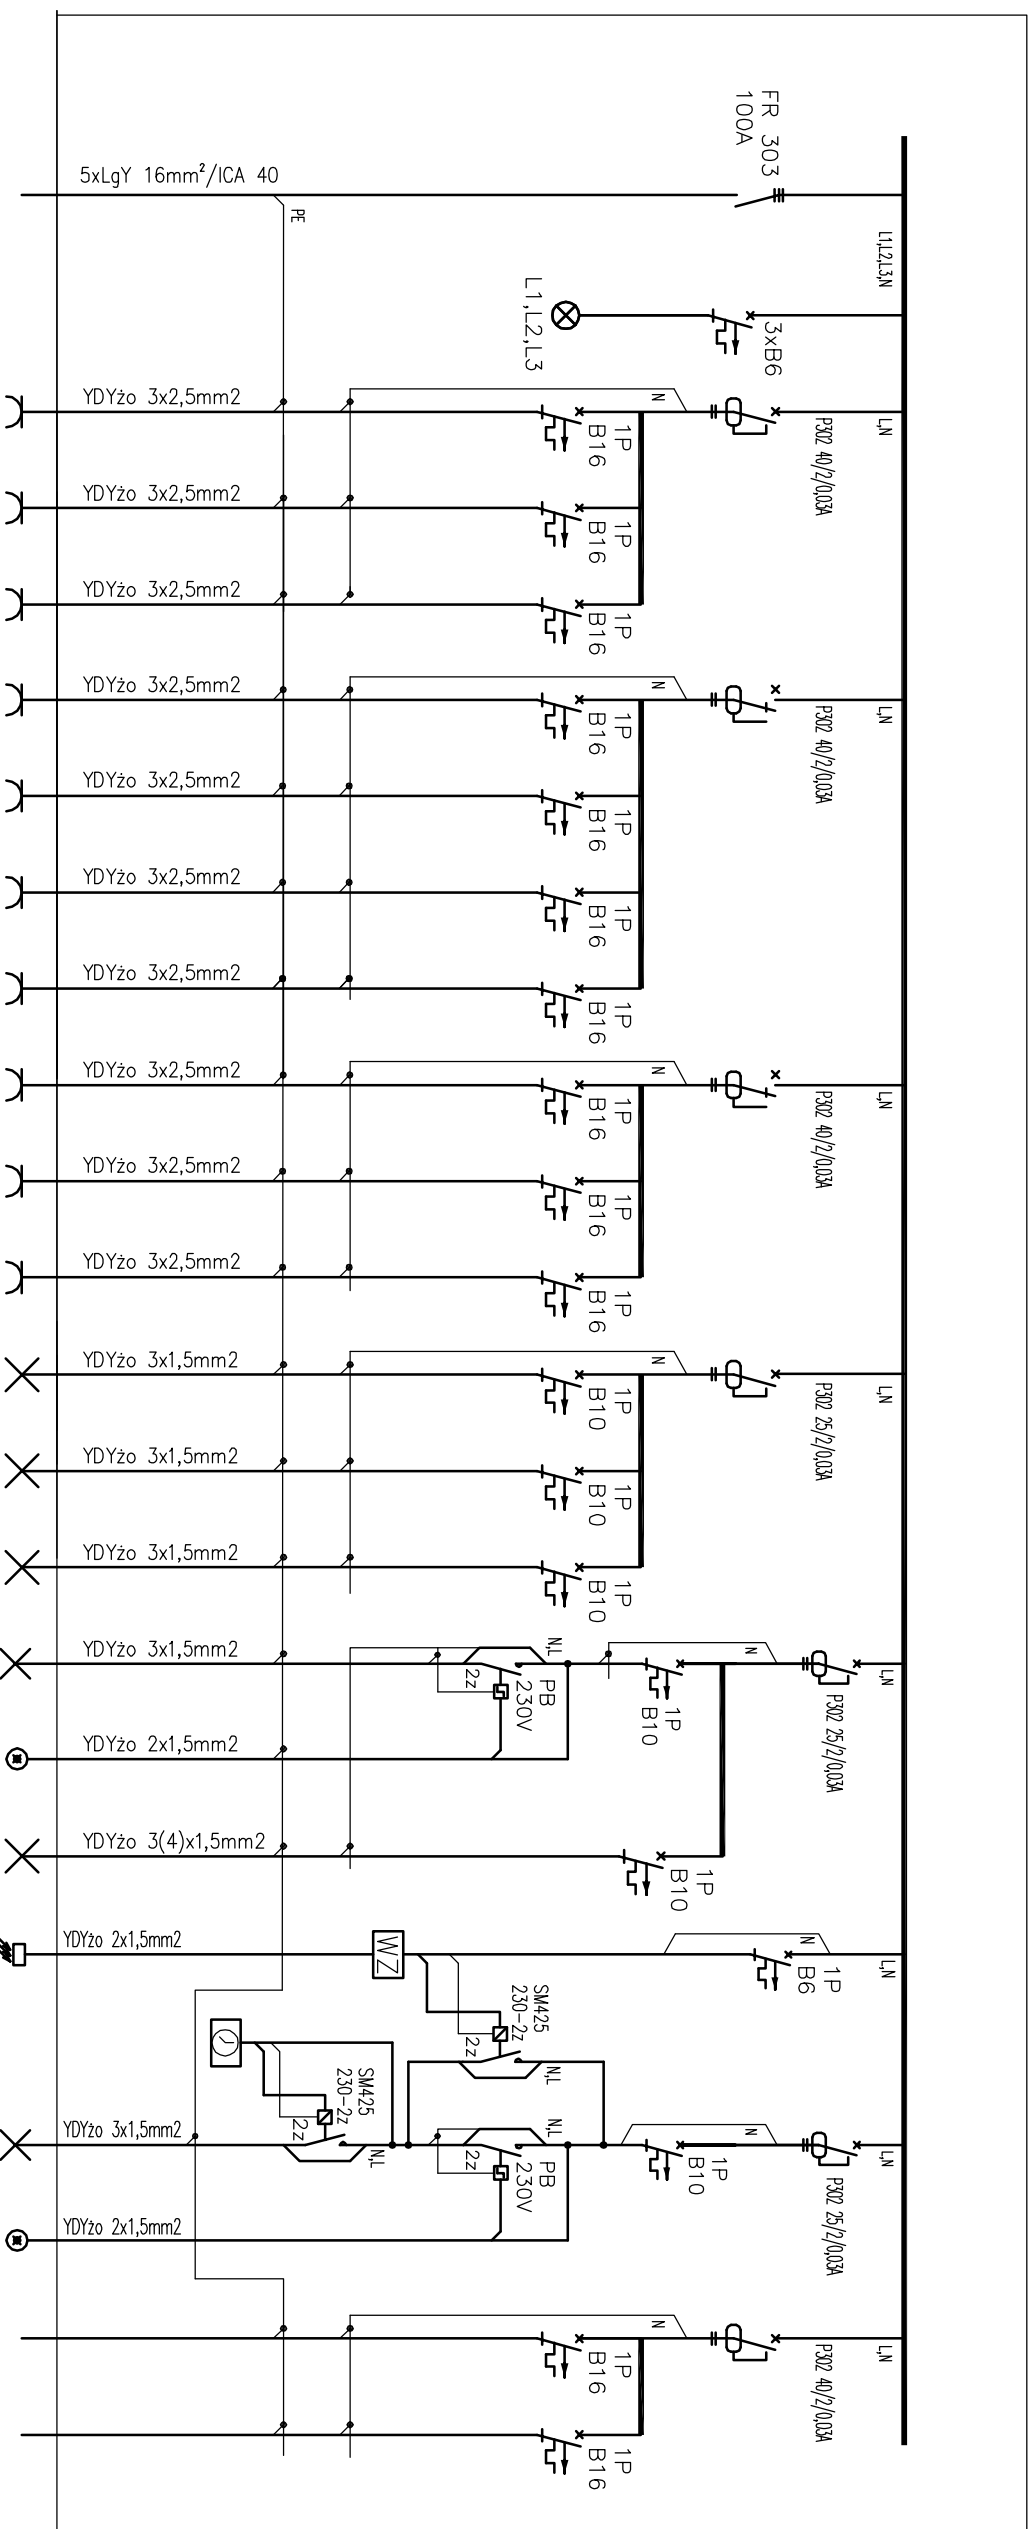 FR 303
100A
5xLgY 16mm²/ICA 40
PE
L1,L2,L3,N
3xB6
L1,L2,L3
L,N
P302 40/2/0,03A
N
1P
B16
YDYżo 3x2,5mm2
1P
B16
YDYżo 3x2,5mm2
1P
B16
YDYżo 3x2,5mm2
L,N
P302 40/2/0,03A
N
1P
B16
YDYżo 3x2,5mm2
1P
B16
YDYżo 3x2,5mm2
1P
B16
YDYżo 3x2,5mm2
1P
B16
YDYżo 3x2,5mm2
L,N
P302 40/2/0,03A
N
1P
B16
YDYżo 3x2,5mm2
1P
B16
YDYżo 3x2,5mm2
1P
B16
YDYżo 3x2,5mm2
L,N
P302 25/2/0,03A
N
1P
B10
YDYżo 3x1,5mm2
1P
B10
YDYżo 3x1,5mm2
1P
B10
YDYżo 3x1,5mm2
L,N
P302 25/2/0,03A
N
1P
B10
N,L
PB
230V
2z
YDYżo 3x1,5mm2
YDYżo 2x1,5mm2
1P
B10
YDYżo 3(4)x1,5mm2
L,N
N
1P
B6
WZ
YDYżo 2x1,5mm2
SM425
230-2z
2z
N,L
L,N
P302 25/2/0,03A
N
1P
B10
N,L
PB
230V
2z
SM425
230-2z
2z
N,L
YDYżo 3x1,5mm2
YDYżo 2x1,5mm2
L,N
P302 40/2/0,03A
N
1P
B16
1P
B16